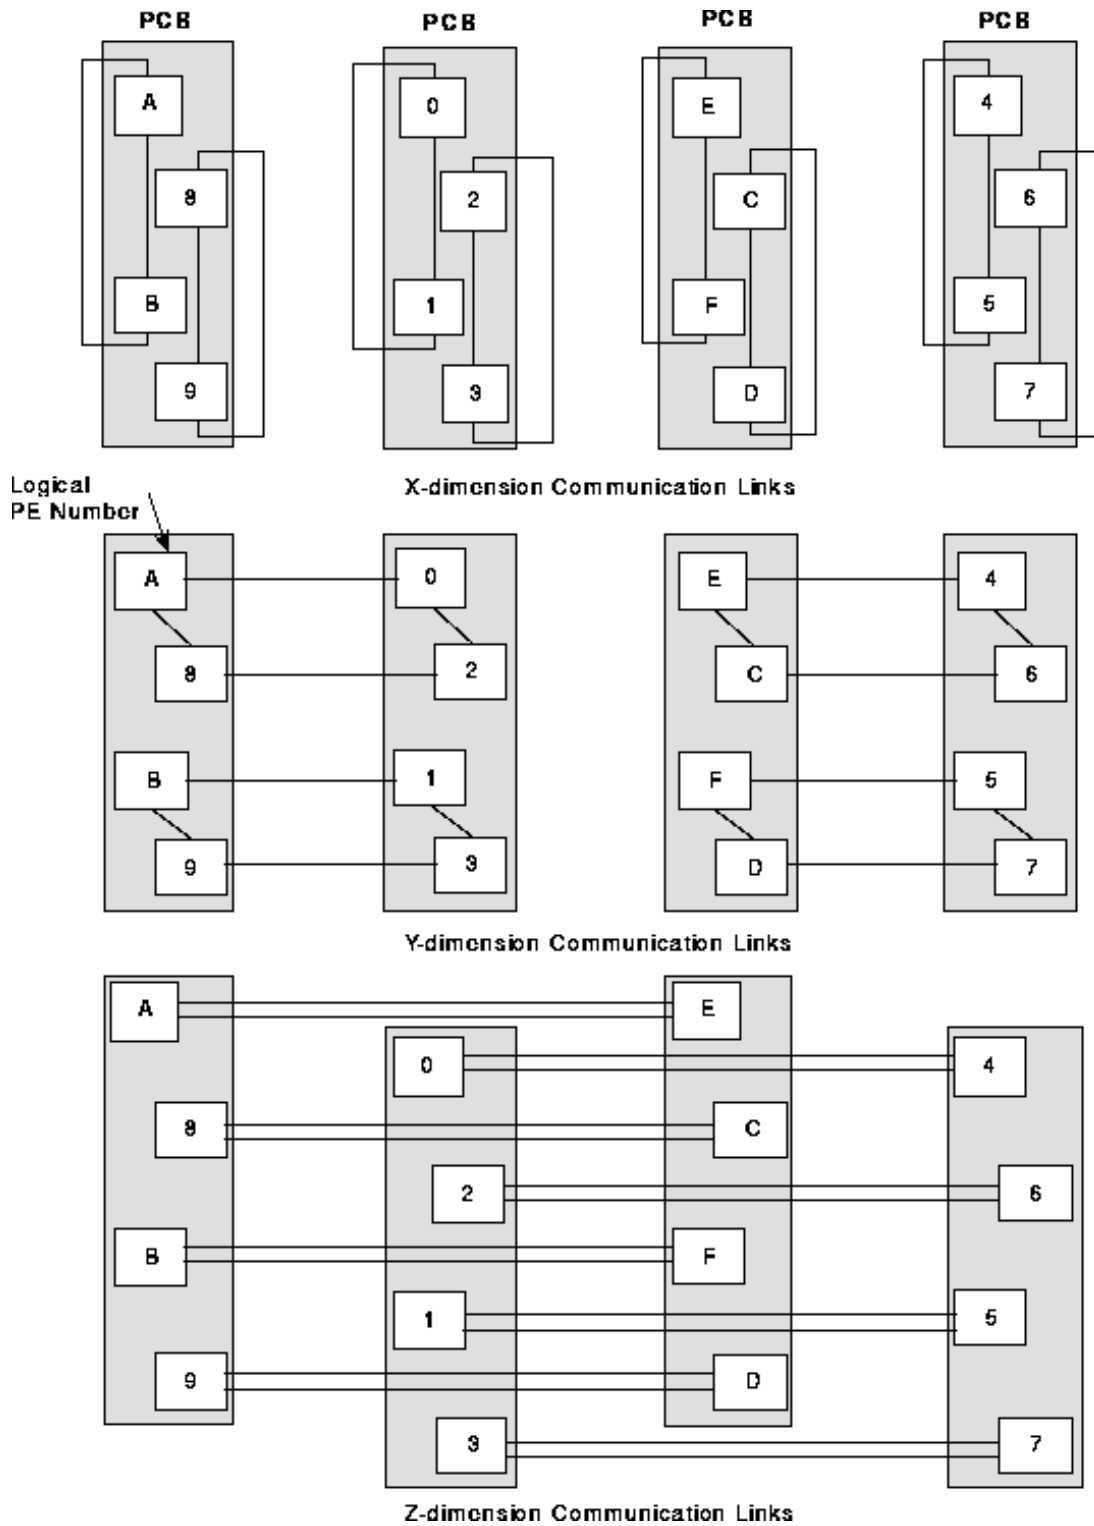 PCB PCB PCB PCB
A 0 E 4
8 2 C 6
B 1 F 5
9 3 D 7
X-dimension Communication Links
Logical
PE Number
A 0 E 4
8 2 C 6
B 1 F 5
9 3 D 7
Y-dimension Communication Links
A E
0 4
8 C
2 6
B F
1 5
9 D
3 7
Z-dimension Communication Links